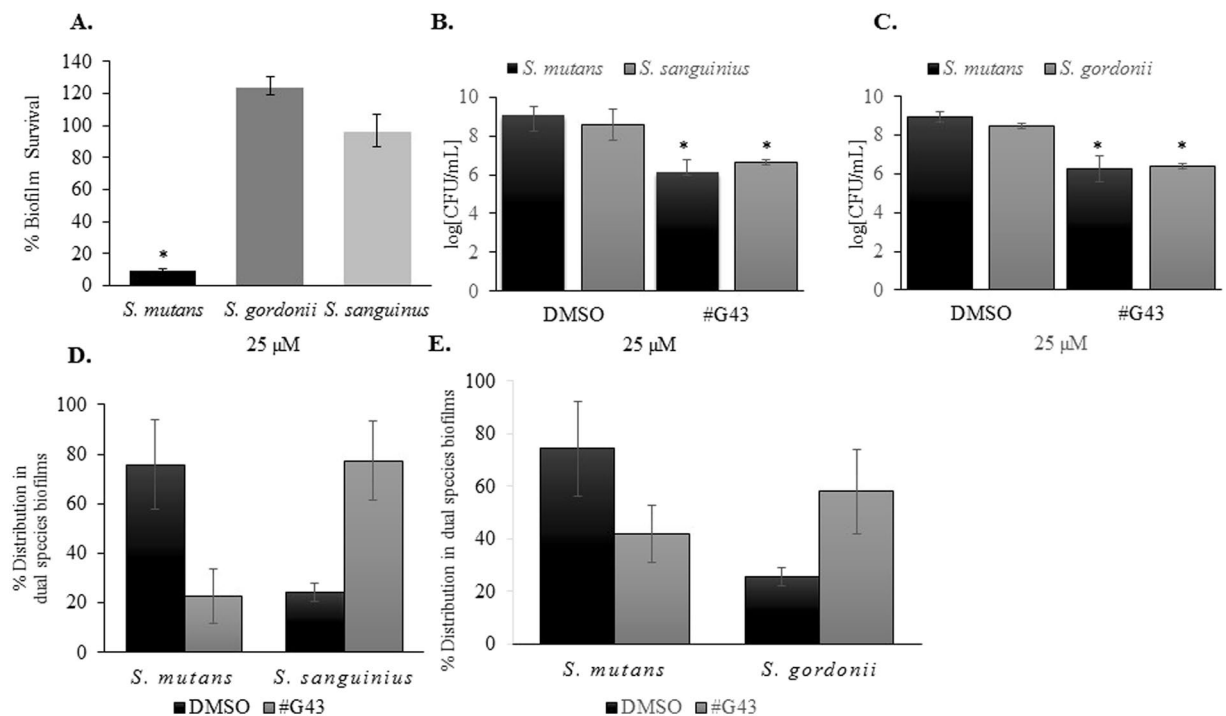 A.
% Biofilm Survival
140
120
100
80
60
40
20
0
*
S. mutans S. gordonii S. sanguinus
25 μM
B.
S. mutans S. sanguinius
log[CFU/mL]
10
8
6
4
2
0
* *
DMSO #G43
25 μM
C.
S. mutans S. gordonii
log[CFU/mL]
10
8
6
4
2
0
* *
DMSO #G43
25 μM
D.
% Distribution in
dual species biofilms
100
80
60
40
20
0
S. mutans S. sanguinius
DMSO #G43
E.
% Distribution in dual species biofilms
100
80
60
40
20
0
S. mutans S. gordonii
DMSO #G43